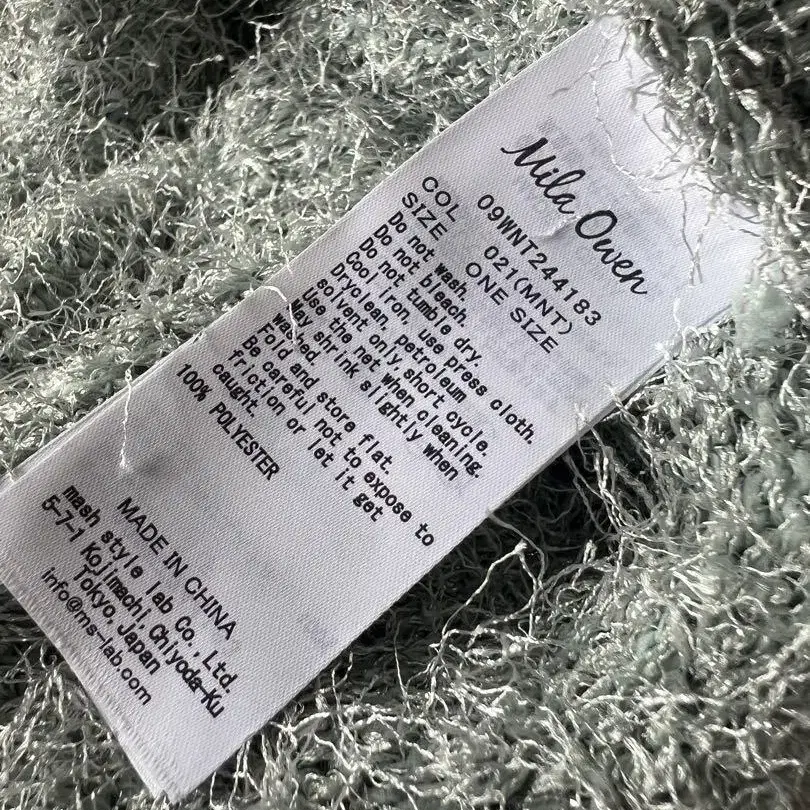 Mila Owen
09WNT244183
COL 021(MNT)
SIZE ONE SIZE
Do not wash.
Do not bleach.
Do not tumble dry.
Cool iron, use press cloth.
Dryclean, petroleum
solvent only, short cycle.
Use the net when cleaning.
May shrink slightly when
washed.
Fold and store flat.
Be careful not to expose to
friction or let it get
caught.
100% POLYESTER
MADE IN CHINA
mash style lab Co., Ltd.
5-7-1 Kojimachi, Chiyoda-Ku
Tokyo, Japan
info@ms-lab.com